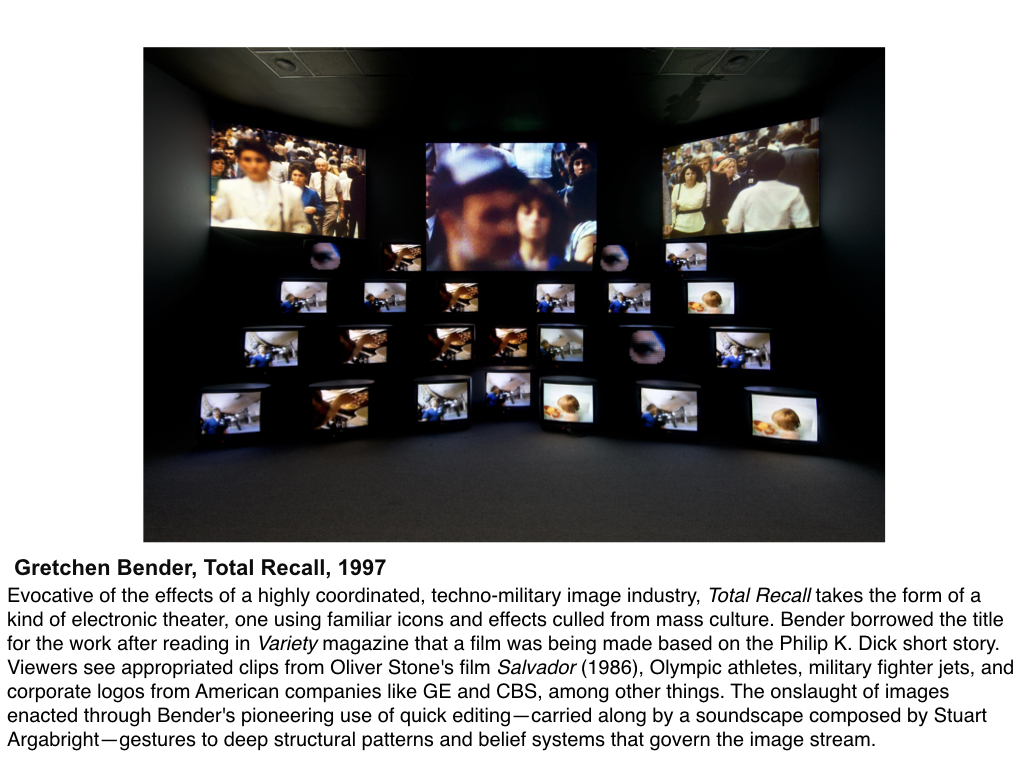 Gretchen Bender, Total Recall, 1997
Evocative of the effects of a highly coordinated, techno-military image industry, Total Recall takes the form of a
kind of electronic theater, one using familiar icons and effects culled from mass culture. Bender borrowed the title
for the work after reading in Variety magazine that a film was being made based on the Philip K. Dick short story.
Viewers see appropriated clips from Oliver Stone's film Salvador (1986), Olympic athletes, military fighter jets, and
corporate logos from American companies like GE and CBS, among other things. The onslaught of images
enacted through Bender's pioneering use of quick editing—carried along by a soundscape composed by Stuart
Argabright—gestures to deep structural patterns and belief systems that govern the image stream.